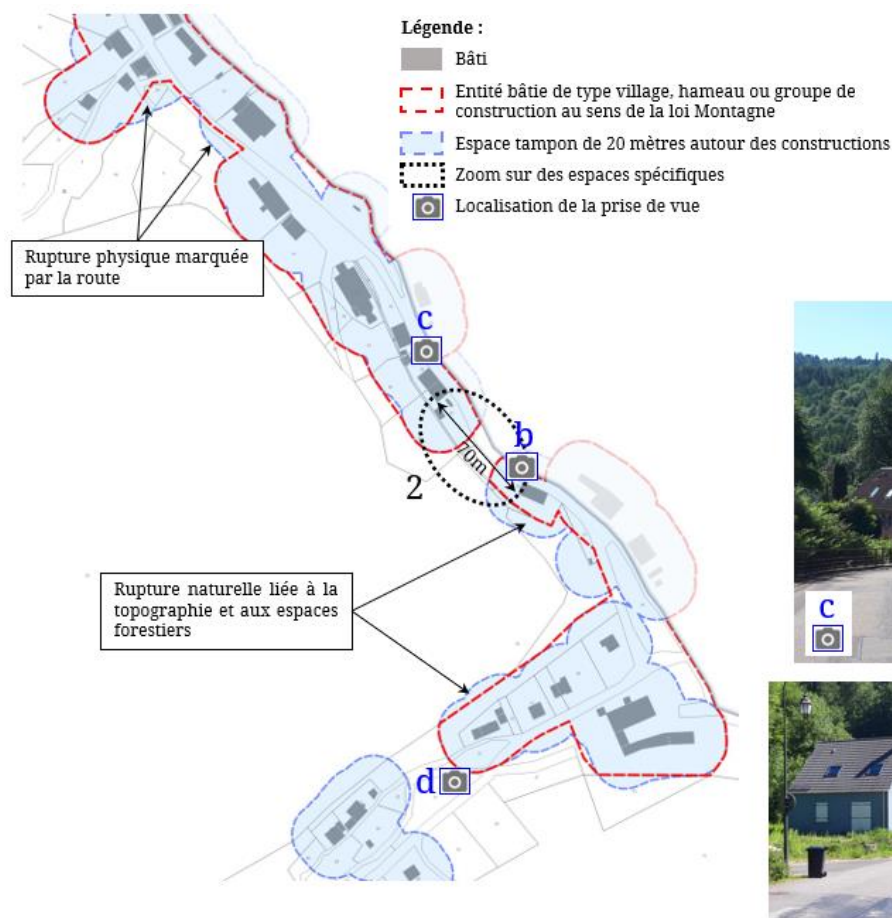 Légende :
Bâti
Entité bâtie de type village, hameau ou groupe de
construction au sens de la loi Montagne
Espace tampon de 20 mètres autour des constructions
Zoom sur des espaces spécifiques
Localisation de la prise de vue
Rupture physique marquée
par la route
c
b
70m
2
Rupture naturelle liée à la
topographie et aux espaces
forestiers
c
d